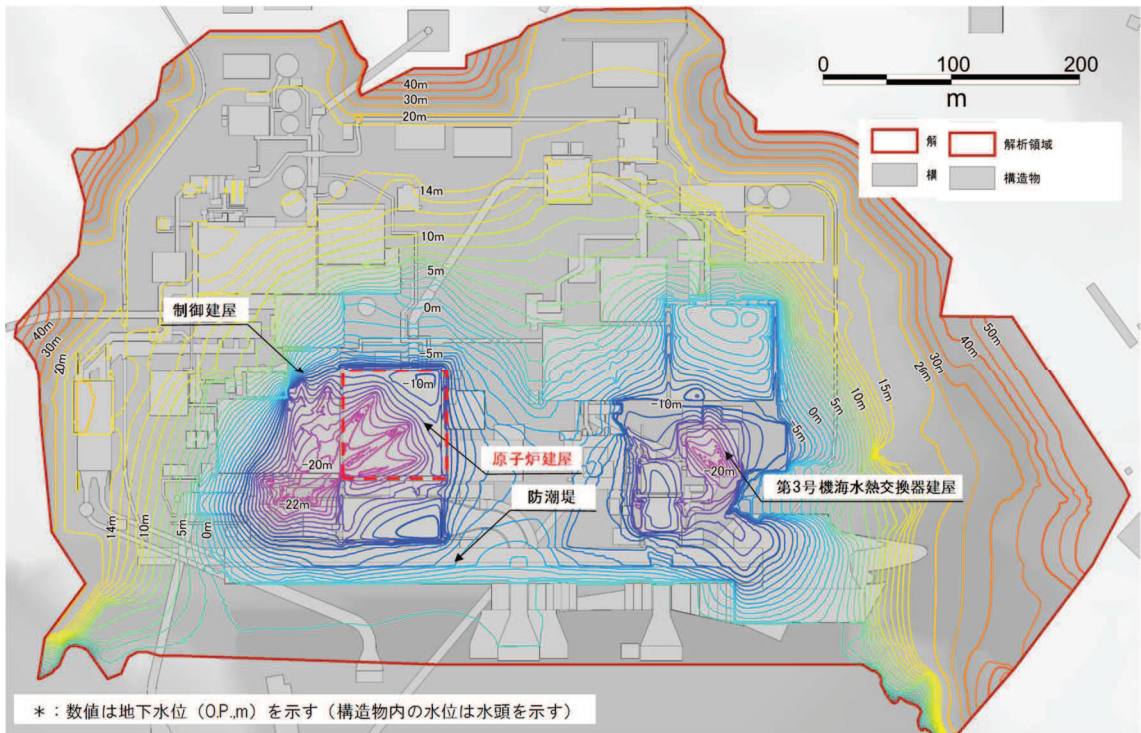 0 100 200
m
解 解析領域
構 構造物
40m
30m
20m
14m
10m
5m
0m
-5m
-10m
制御建屋
40m
30m
20m
原子炉建屋
防潮堤
-20m
-22m
14m
10m
5m
0m
-10m
-20m
第3号機海水熱交換器建屋
50m
40m
30m
15m
10m
5m
0m
-5m
*：数値は地下水位（O.P.,m）を示す（構造物内の水位は水頭を示す）